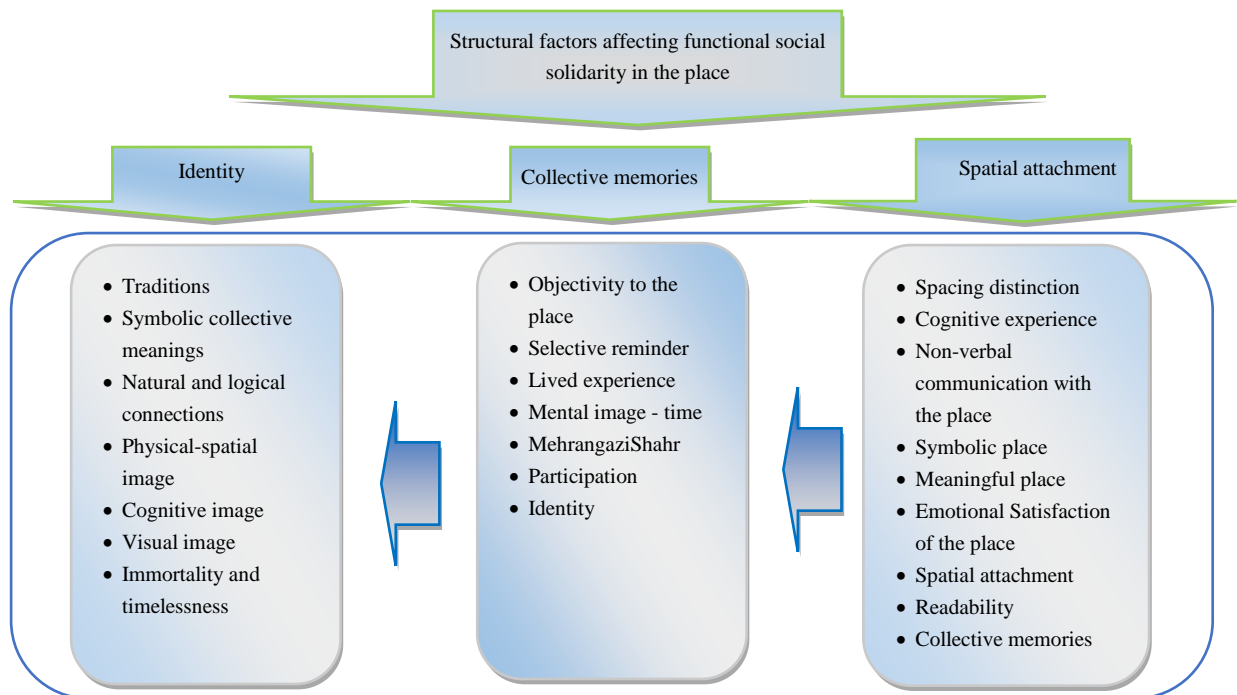 Structural factors affecting functional social
solidarity in the place
Identity
Collective memories
Spatial attachment
• Traditions
• Symbolic collective
meanings
• Natural and logical
connections
• Physical-spatial
image
• Cognitive image
• Visual image
• Immortality and
timelessness
• Objectivity to the
place
• Selective reminder
• Lived experience
• Mental image - time
• MehrangaziShahr
• Participation
• Identity
• Spacing distinction
• Cognitive experience
• Non-verbal
communication with
the place
• Symbolic place
• Meaningful place
• Emotional Satisfaction
of the place
• Spatial attachment
• Readability
• Collective memories